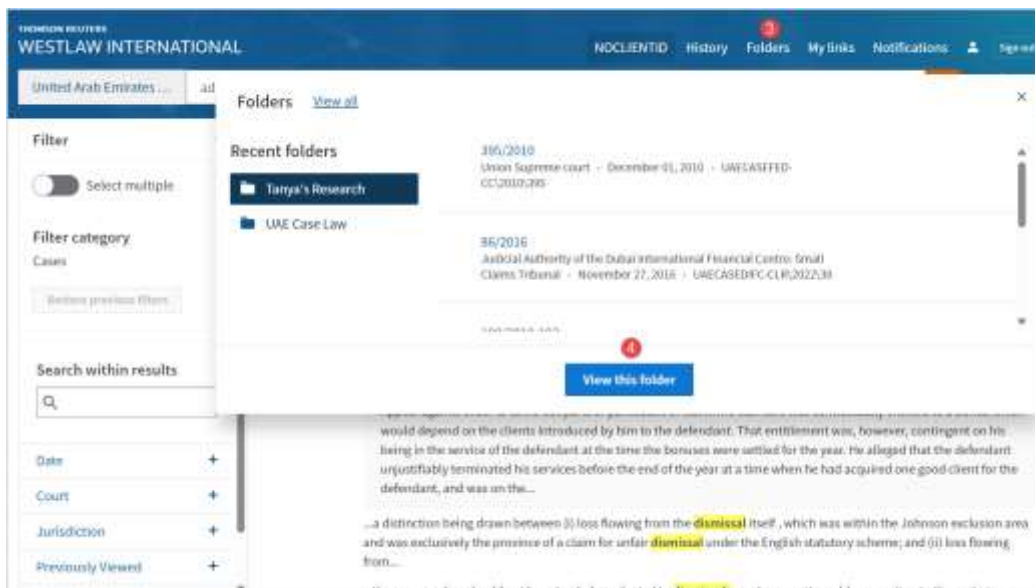 THOMSON REUTERS
WESTLAW INTERNATIONAL
NOCLIENTID History Folders My links Notifications Sign out
3
United Arab Emirates ... ad
Folders View all
Filter
Recent folders
Select multiple
Tanya's Research
UAE Case Law
395/2010
Union Supreme court - December 01, 2010 - UAECASEFED-
CC\2010\395
Filter category
Cases
Restore previous filters
86/2016
Judicial Authority of the Dubai International Financial Centre: Small
Claims Tribunal - November 27, 2016 - UAECASEDIFC-CLR\2022\38
4
View this folder
Search within results
would depend on the clients introduced by him to the defendant. That entitlement was, however, contingent on his
being in the service of the defendant at the time the bonuses were settled for the year. He alleged that the defendant
unjustifiably terminated his services before the end of the year at a time when he had acquired one good client for the
defendant, and was on the...
Date +
Court +
Jurisdiction +
Previously Viewed +
...a distinction being drawn between (i) loss flowing from the dismissal itself, which was within the Johnson exclusion area
and was exclusively the province of a claim for unfair dismissal under the English statutory scheme; and (ii) loss flowing
from...